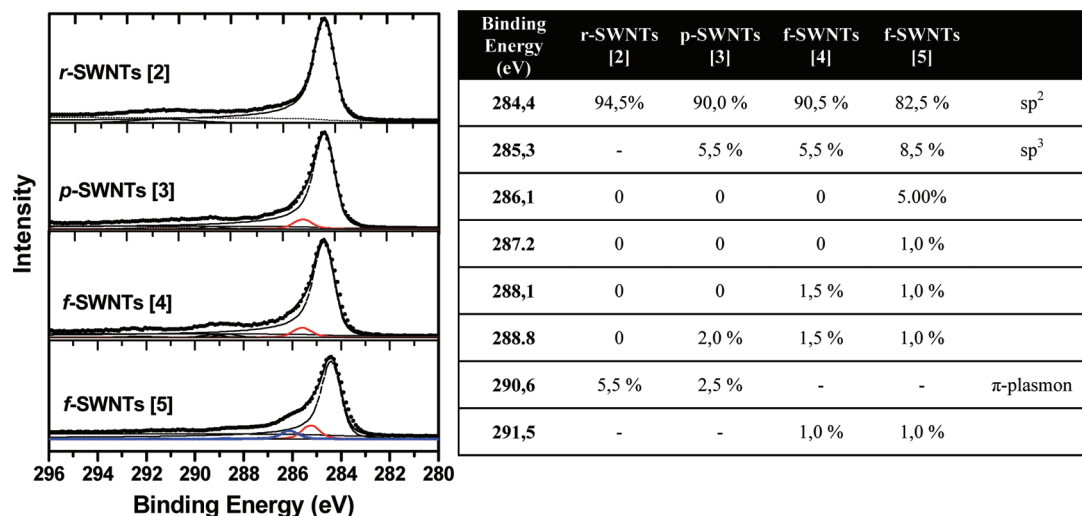 r-SWNTs [2]
p-SWNTs [3]
f-SWNTs [4]
f-SWNTs [5]
Intensity
296 294 292 290 288 286 284 282 280
Binding Energy (eV)
Binding
Energy
(eV)
r-SWNTs
[2]
p-SWNTs
[3]
f-SWNTs
[4]
f-SWNTs
[5]
284,4 94,5% 90,0 % 90,5 % 82,5 % sp²
285,3 - 5,5 % 5,5 % 8,5 % sp³
286,1 0 0 0 5.00%
287.2 0 0 0 1,0 %
288,1 0 0 1,5 % 1,0 %
288.8 0 2,0 % 1,5 % 1,0 %
290,6 5,5 % 2,5 % - - π-plasmon
291,5 - - 1,0 % 1,0 %